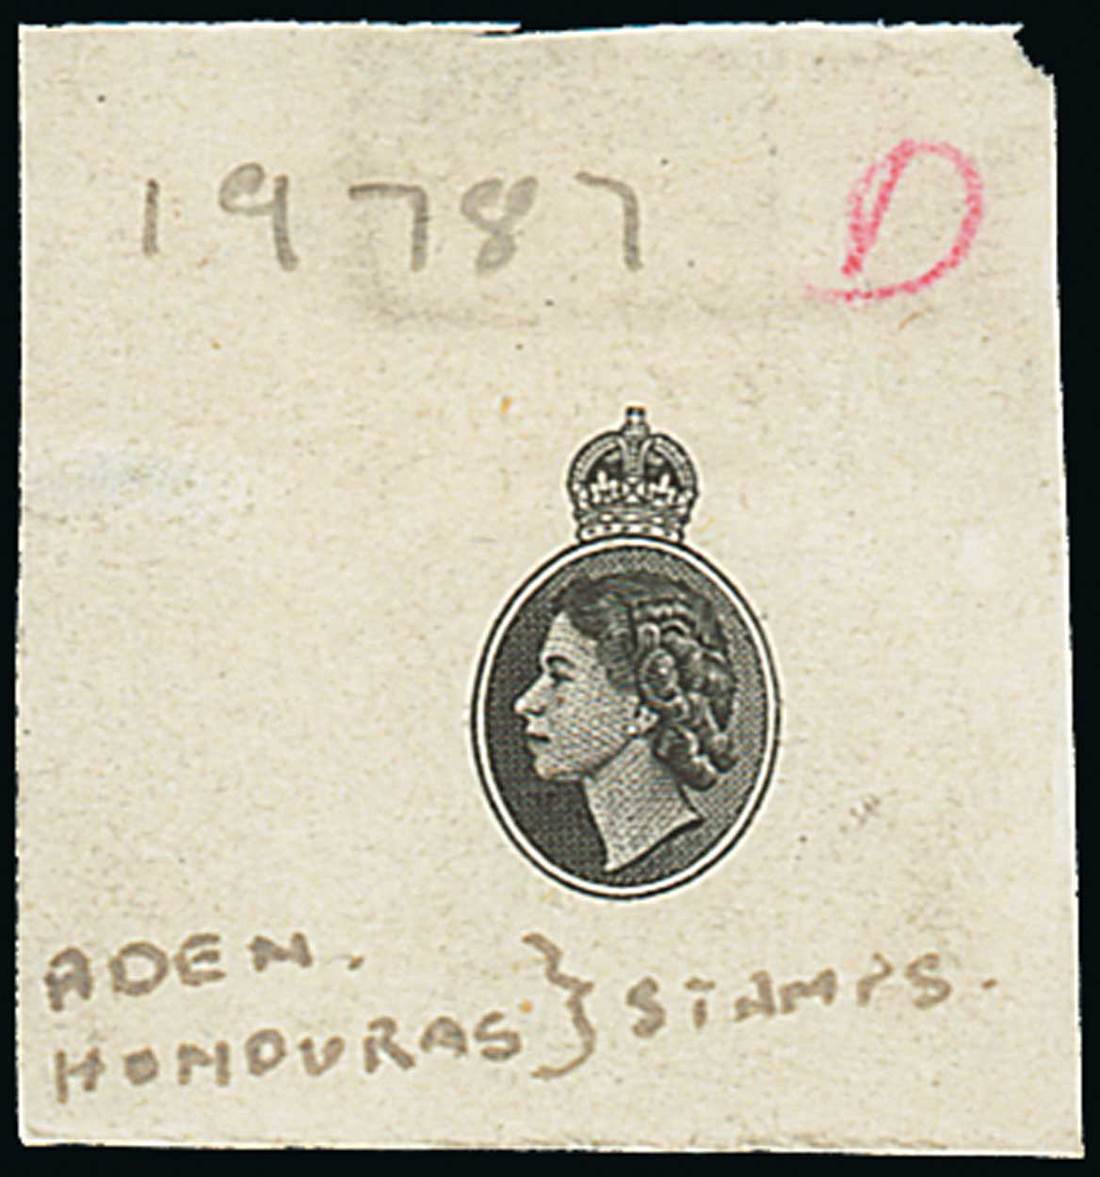 19787 D
ADEN.
HONDURAS } STAMPS.